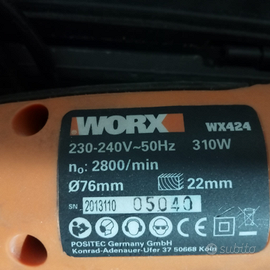 WORX WX424
230-240V~50Hz 310W
n₀: 2800/min
Ø76mm 22mm
SN 2013110 05040
POSITEC Germany GmbH
Konrad-Adenauer-Ufer 37 50668 Köln
subito